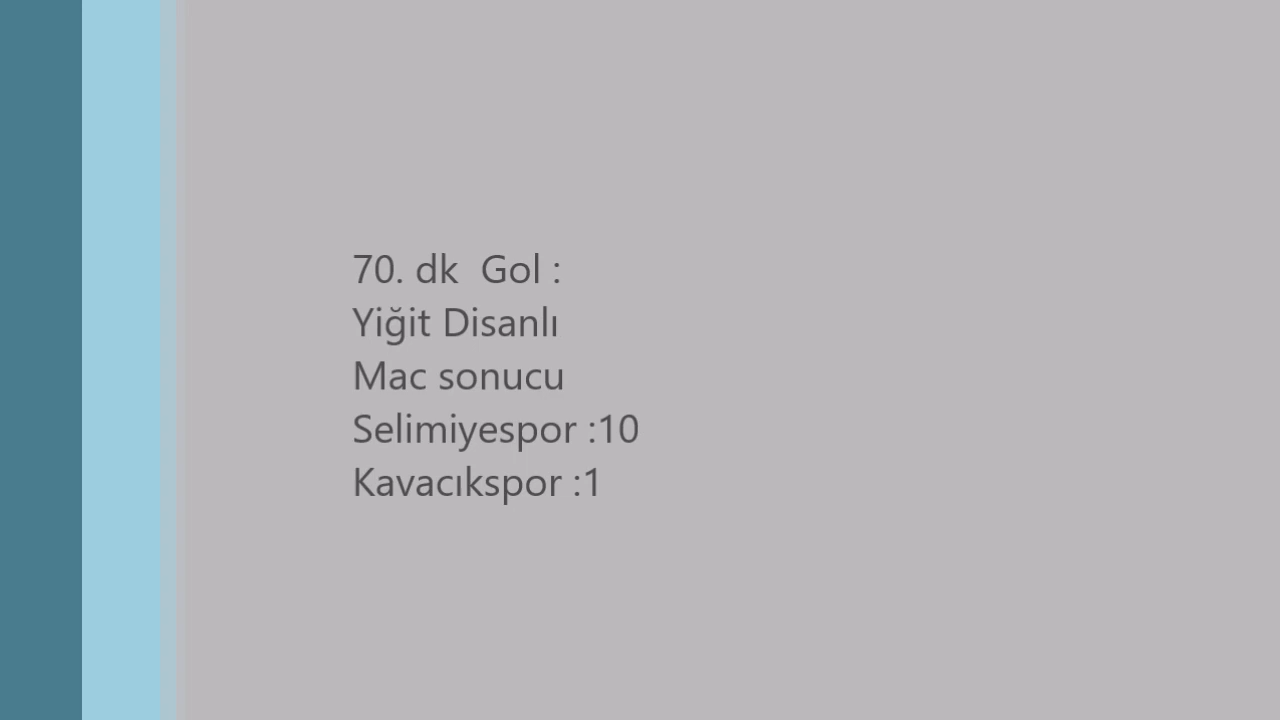 70. dk  Gol :
Yiğit Disanlı
Mac sonucu
Selimiyespor :10
Kavacıkspor :1